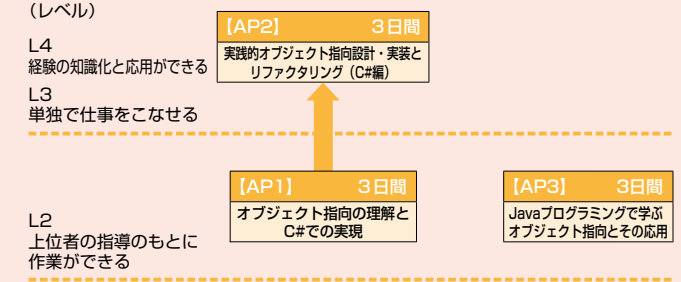 （レベル）
【AP2】 3日間
L4
経験の知識化と応用ができる
実践的オブジェクト指向設計・実装と
リファクタリング（C#編）
L3
単独で仕事をこなせる
【AP1】 3日間
【AP3】 3日間
オブジェクト指向の理解と
C#での実現
Javaプログラミングで学ぶ
オブジェクト指向とその応用
L2
上位者の指導のもとに
作業ができる